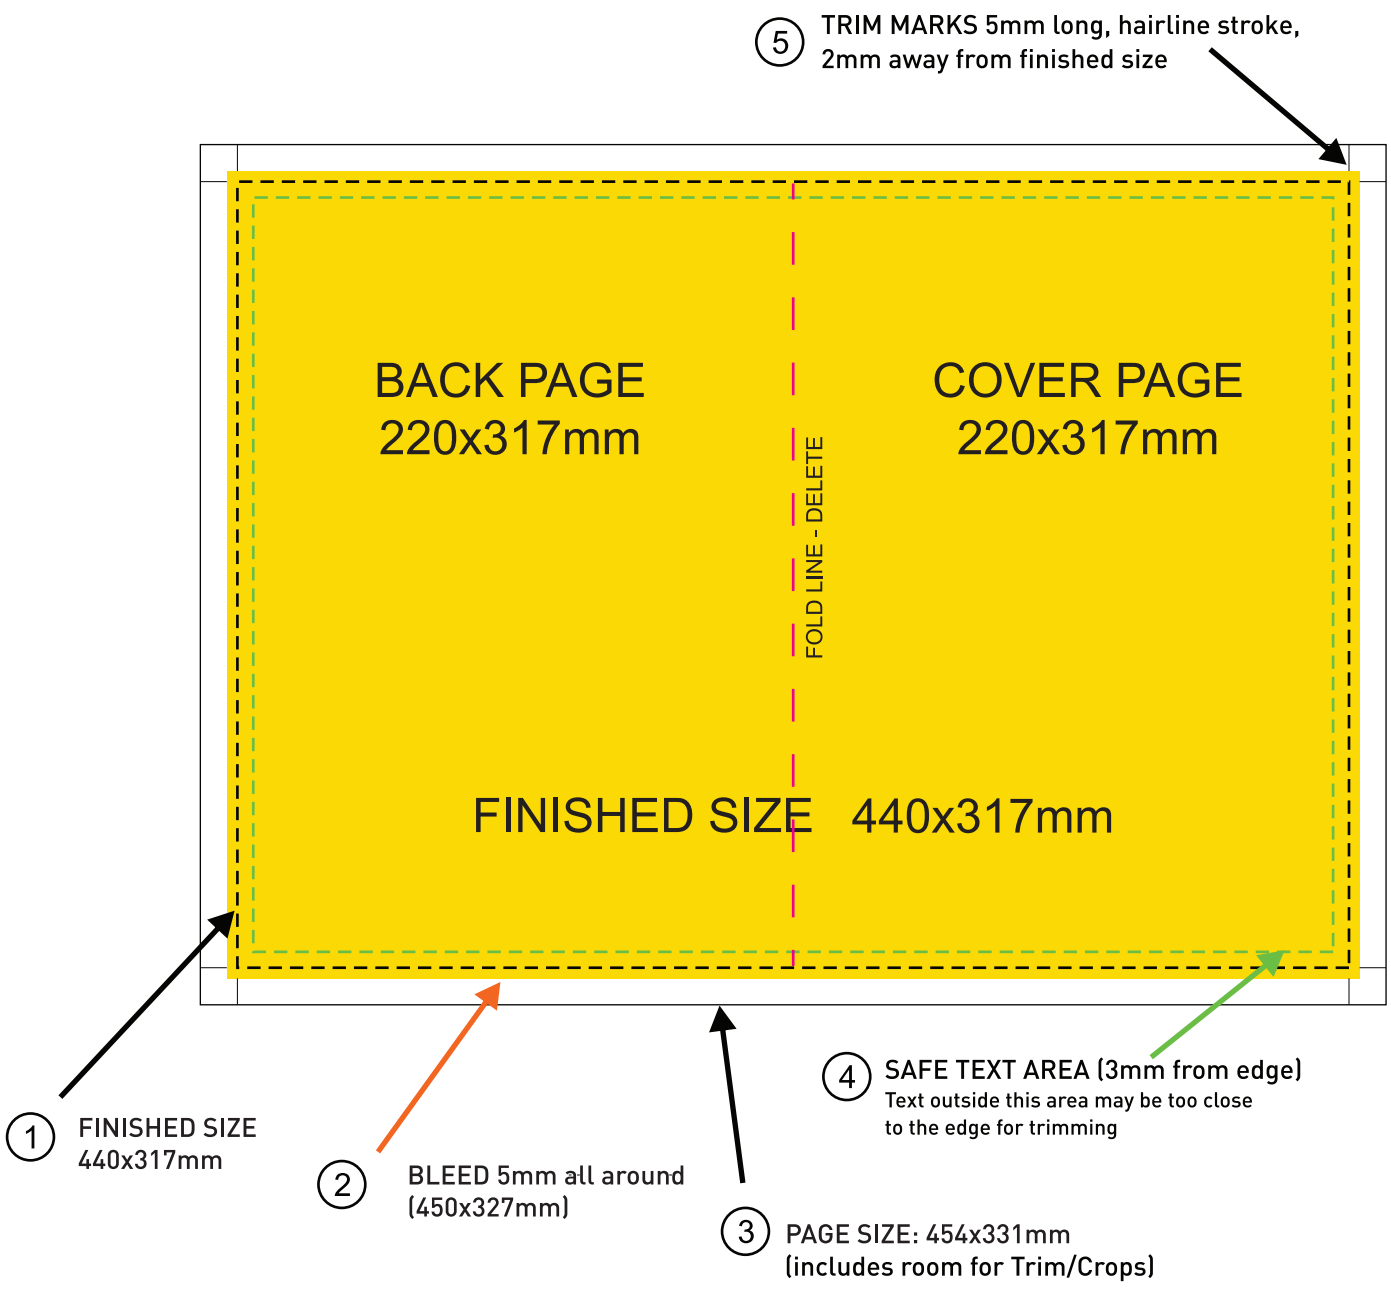 5
TRIM MARKS 5mm long, hairline stroke,
2mm away from finished size
BACK PAGE
220x317mm
COVER PAGE
220x317mm
FOLD LINE - DELETE
FINISHED SIZE 440x317mm
1
FINISHED SIZE
440x317mm
2
BLEED 5mm all around
(450x327mm)
3
PAGE SIZE: 454x331mm
(includes room for Trim/Crops)
4
SAFE TEXT AREA (3mm from edge)
Text outside this area may be too close
to the edge for trimming